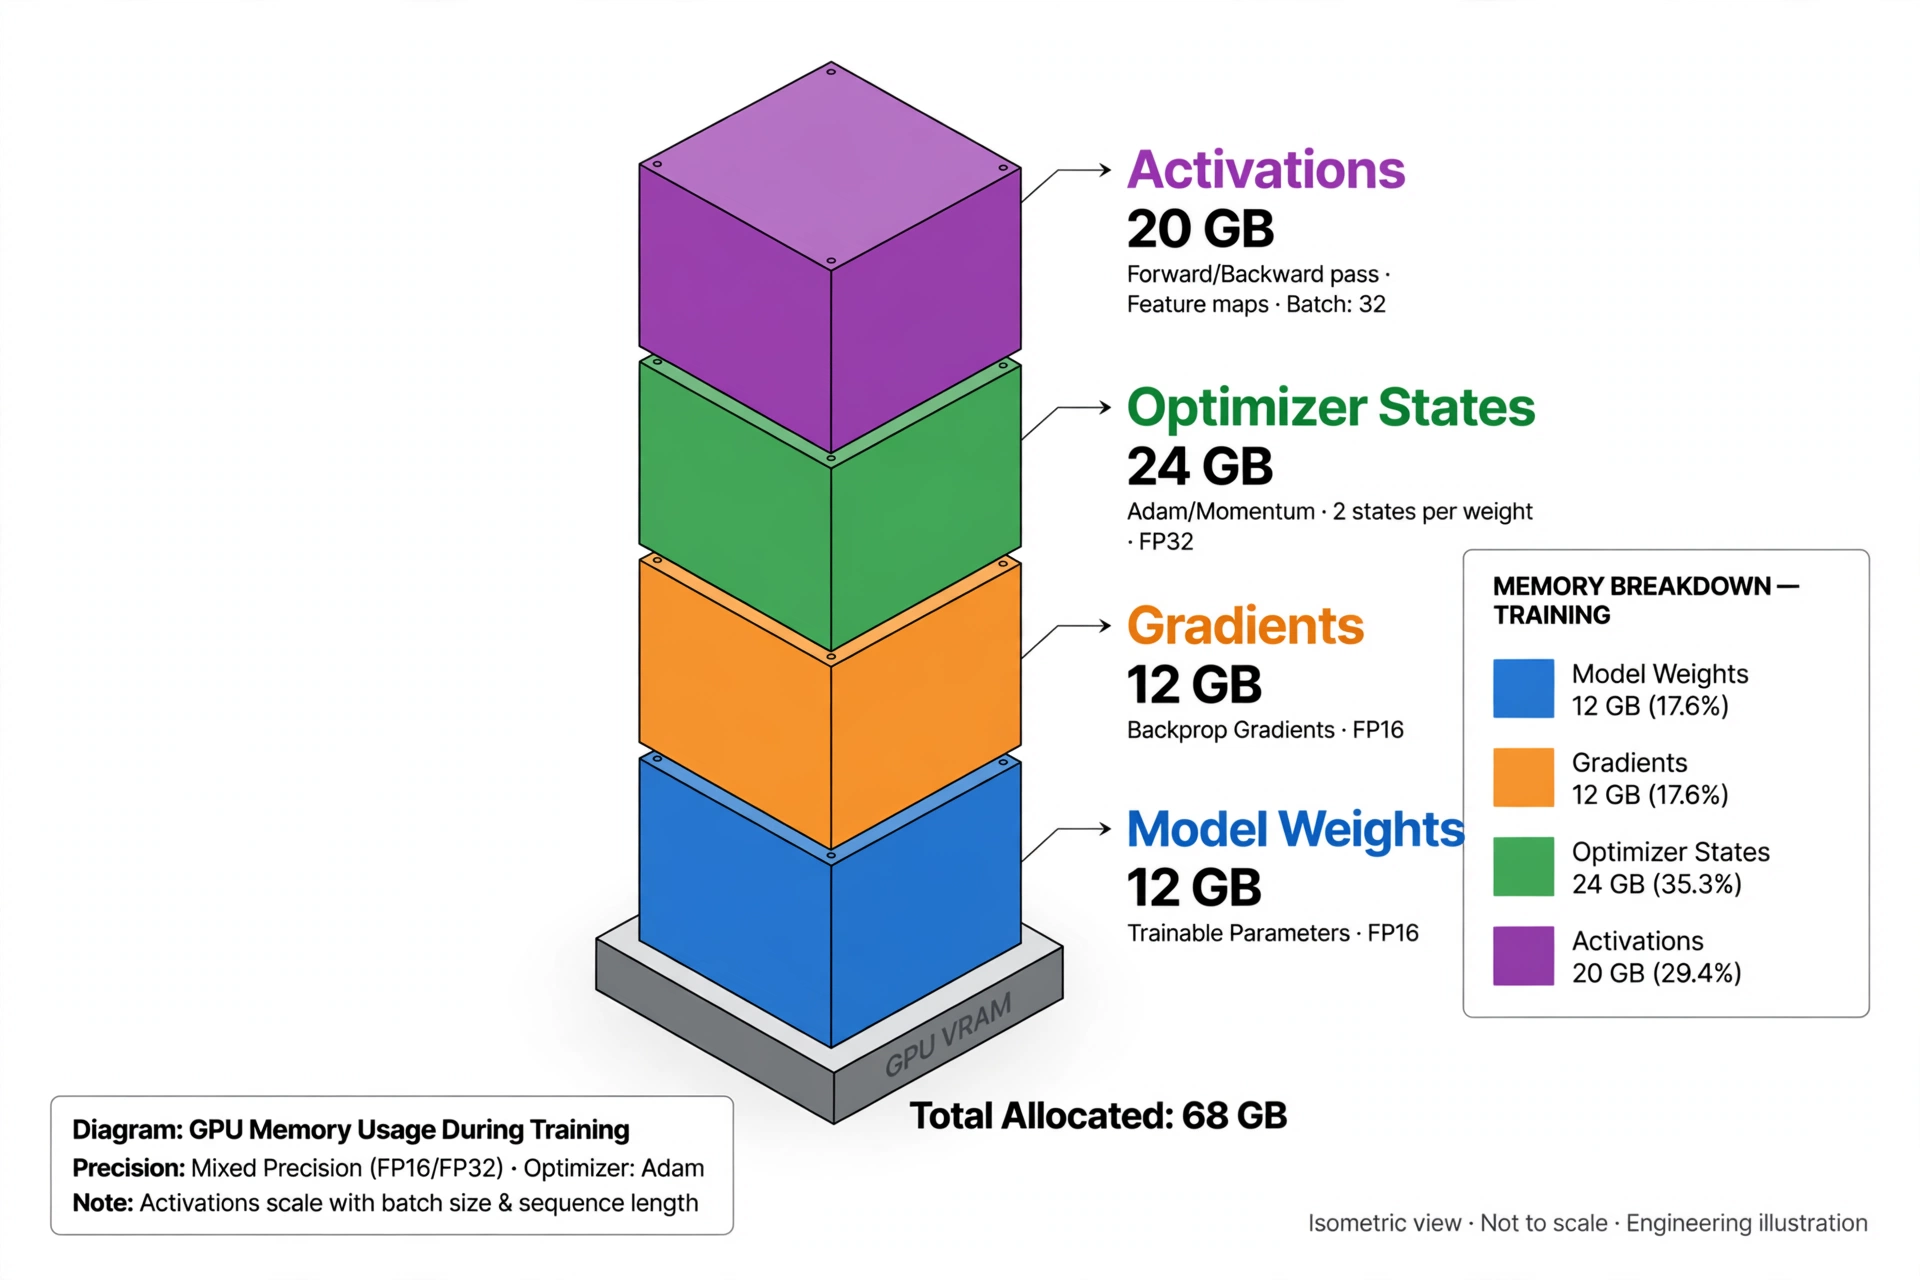 Activations
20 GB
Forward/Backward pass ·
Feature maps · Batch: 32
Optimizer States
24 GB
Adam/Momentum · 2 states per weight
· FP32
Gradients
12 GB
Backprop Gradients · FP16
Model Weights
12 GB
Trainable Parameters · FP16
MEMORY BREAKDOWN —
TRAINING
Model Weights
12 GB (17.6%)
Gradients
12 GB (17.6%)
Optimizer States
24 GB (35.3%)
Activations
20 GB (29.4%)
GPU VRAM
Total Allocated: 68 GB
Diagram: GPU Memory Usage During Training
Precision: Mixed Precision (FP16/FP32) · Optimizer: Adam
Note: Activations scale with batch size & sequence length
Isometric view · Not to scale · Engineering illustration